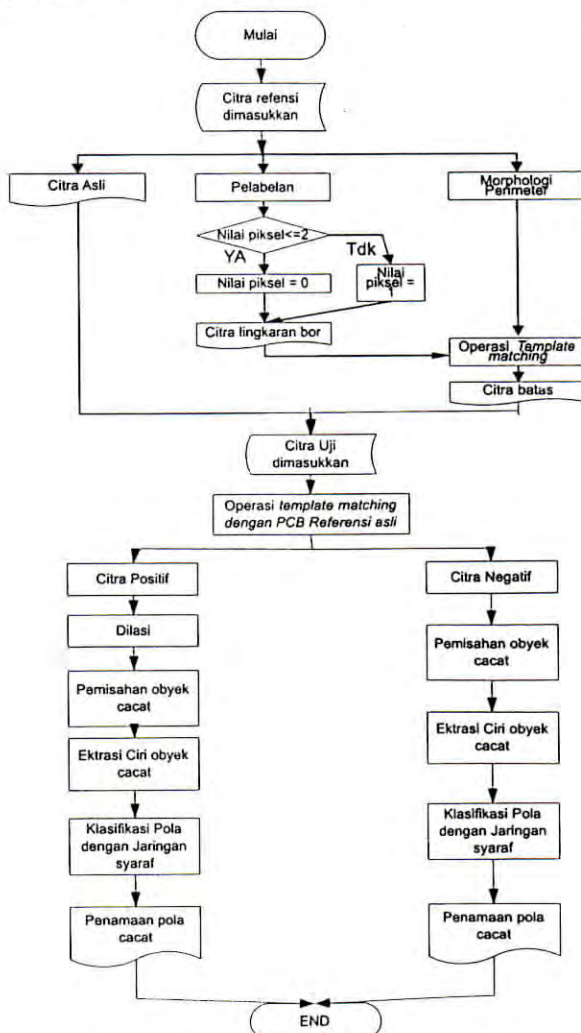 Mulai
Citra refensi
dimasukkan
Citra Asli
Pelabelan
Morphologi
Perimeter
Nilai piksel<=2
YA
Tdk
Nilai piksel = 0
Nilai
piksel =
1
Citra lingkaran bor
Operasi Template
matching
Citra batas
Citra Uji
dimasukkan
Operasi template matching
dengan PCB Referensi asli
Citra Positif
Citra Negatif
Dilasi
Pemisahan obyek
cacat
Pemisahan obyek
cacat
Ektrasi Ciri obyek
cacat
Ektrasi Ciri obyek
cacat
Klasifikasi Pola
dengan Jaringan
syaraf
Klasifikasi Pola
dengan Jaringan
syaraf
Penamaan pola
cacat
Penamaan pola
cacat
END